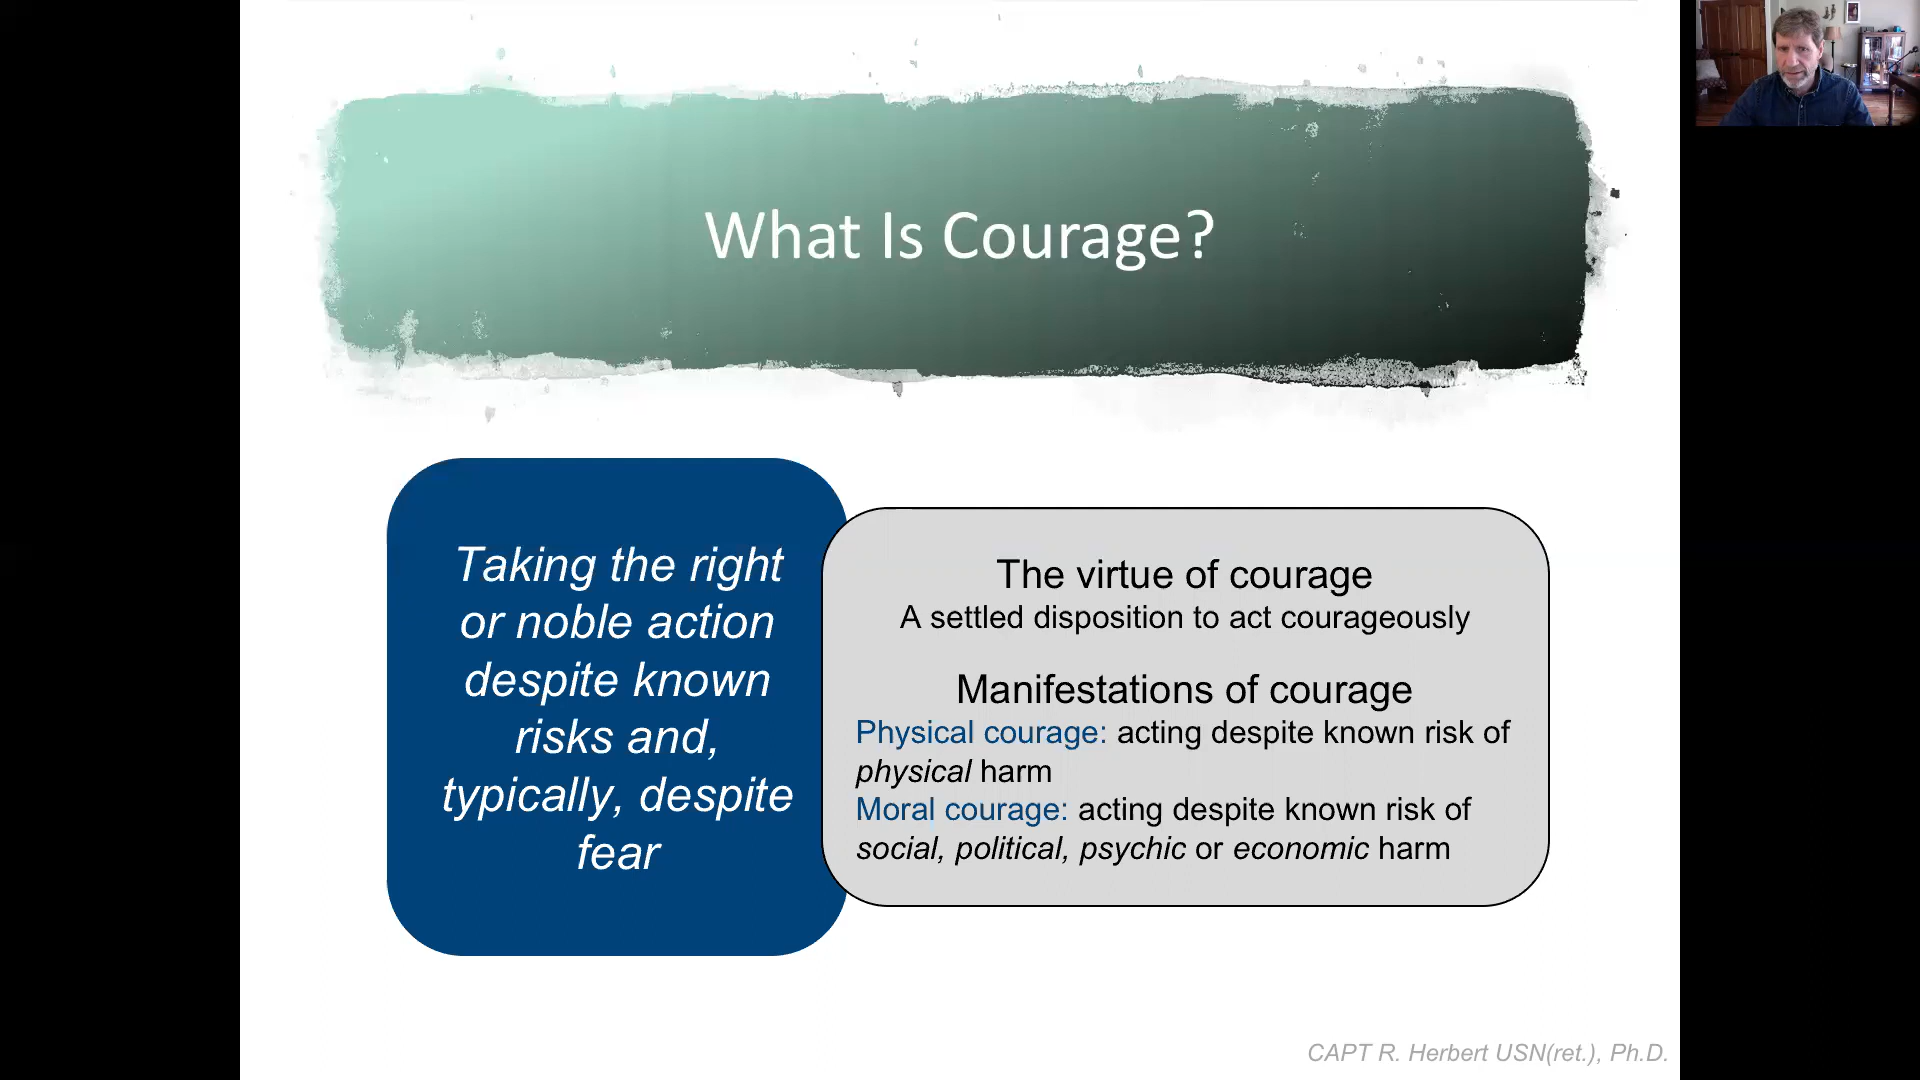 What Is Courage?
Taking the right
or noble action
despite known
risks and,
typically, despite
fear
The virtue of courage
A settled disposition to act courageously
Manifestations of courage
Physical courage: acting despite known risk of
physical harm
Moral courage: acting despite known risk of
social, political, psychic or economic harm
CAPT R. Herbert USN(ret.), Ph.D.